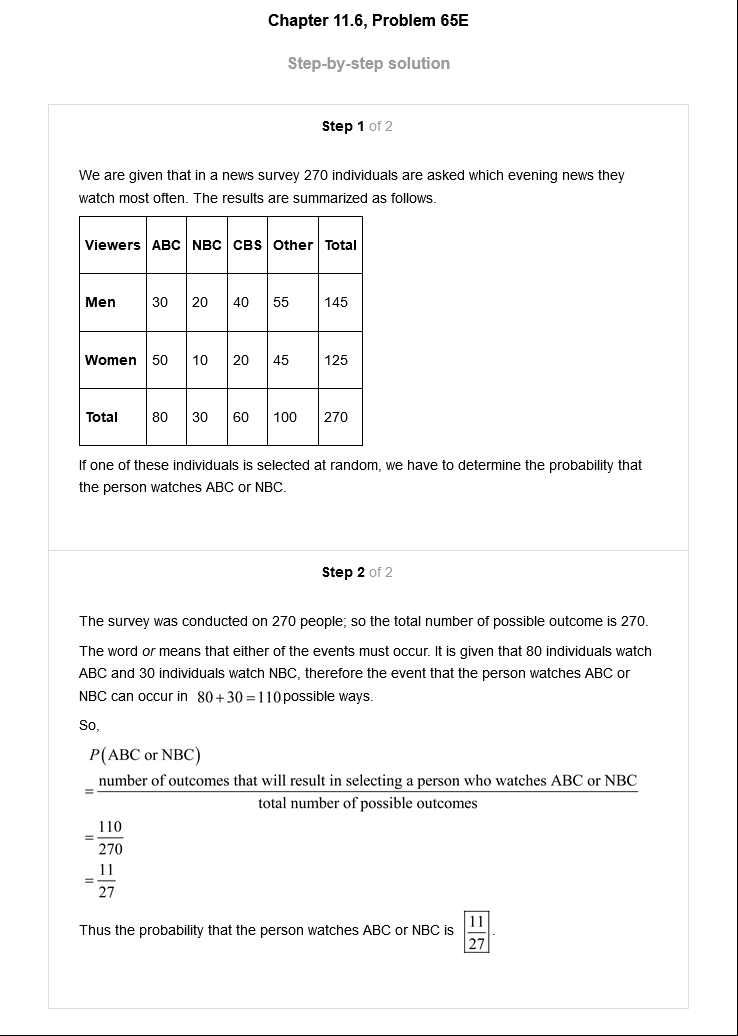 Chapter 11.6, Problem 65E
Step-by-step solution
Step 1 of 2
We are given that in a news survey 270 individuals are asked which evening news they
watch most often. The results are summarized as follows.
Viewers ABC NBC CBS Other Total
Men 30 20 40 55 145
Women 50 10 20 45 125
Total 80 30 60 100 270
If one of these individuals is selected at random, we have to determine the probability that
the person watches ABC or NBC.
Step 2 of 2
The survey was conducted on 270 people; so the total number of possible outcome is 270.
The word or means that either of the events must occur. It is given that 80 individuals watch
ABC and 30 individuals watch NBC, therefore the event that the person watches ABC or
NBC can occur in 80+30=110 possible ways.
So,
P(ABC or NBC)
= number of outcomes that will result in selecting a person who watches ABC or NBC
total number of possible outcomes
= 110
270
= 11
27
Thus the probability that the person watches ABC or NBC is 11
27 .